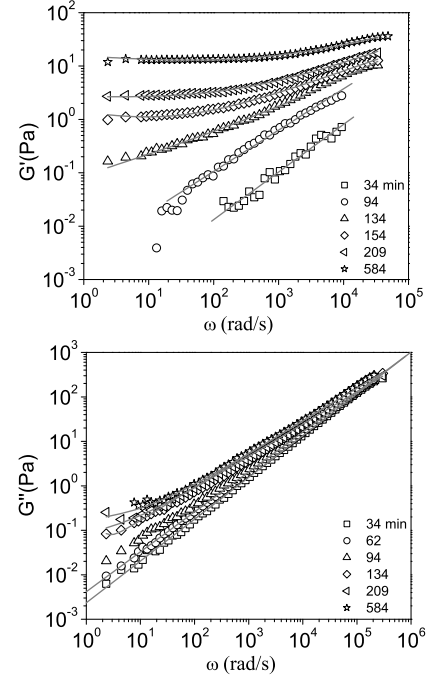 10²
10¹
10⁰
10⁻¹
10⁻²
10⁻³
G'(Pa)
34 min
94
134
154
209
584
10⁰ 10¹ 10² 10³ 10⁴ 10⁵
ω (rad/s)
10³
10²
10¹
10⁰
10⁻¹
10⁻²
10⁻³
G''(Pa)
34 min
62
94
134
209
584
10⁰ 10¹ 10² 10³ 10⁴ 10⁵ 10⁶
ω (rad/s)